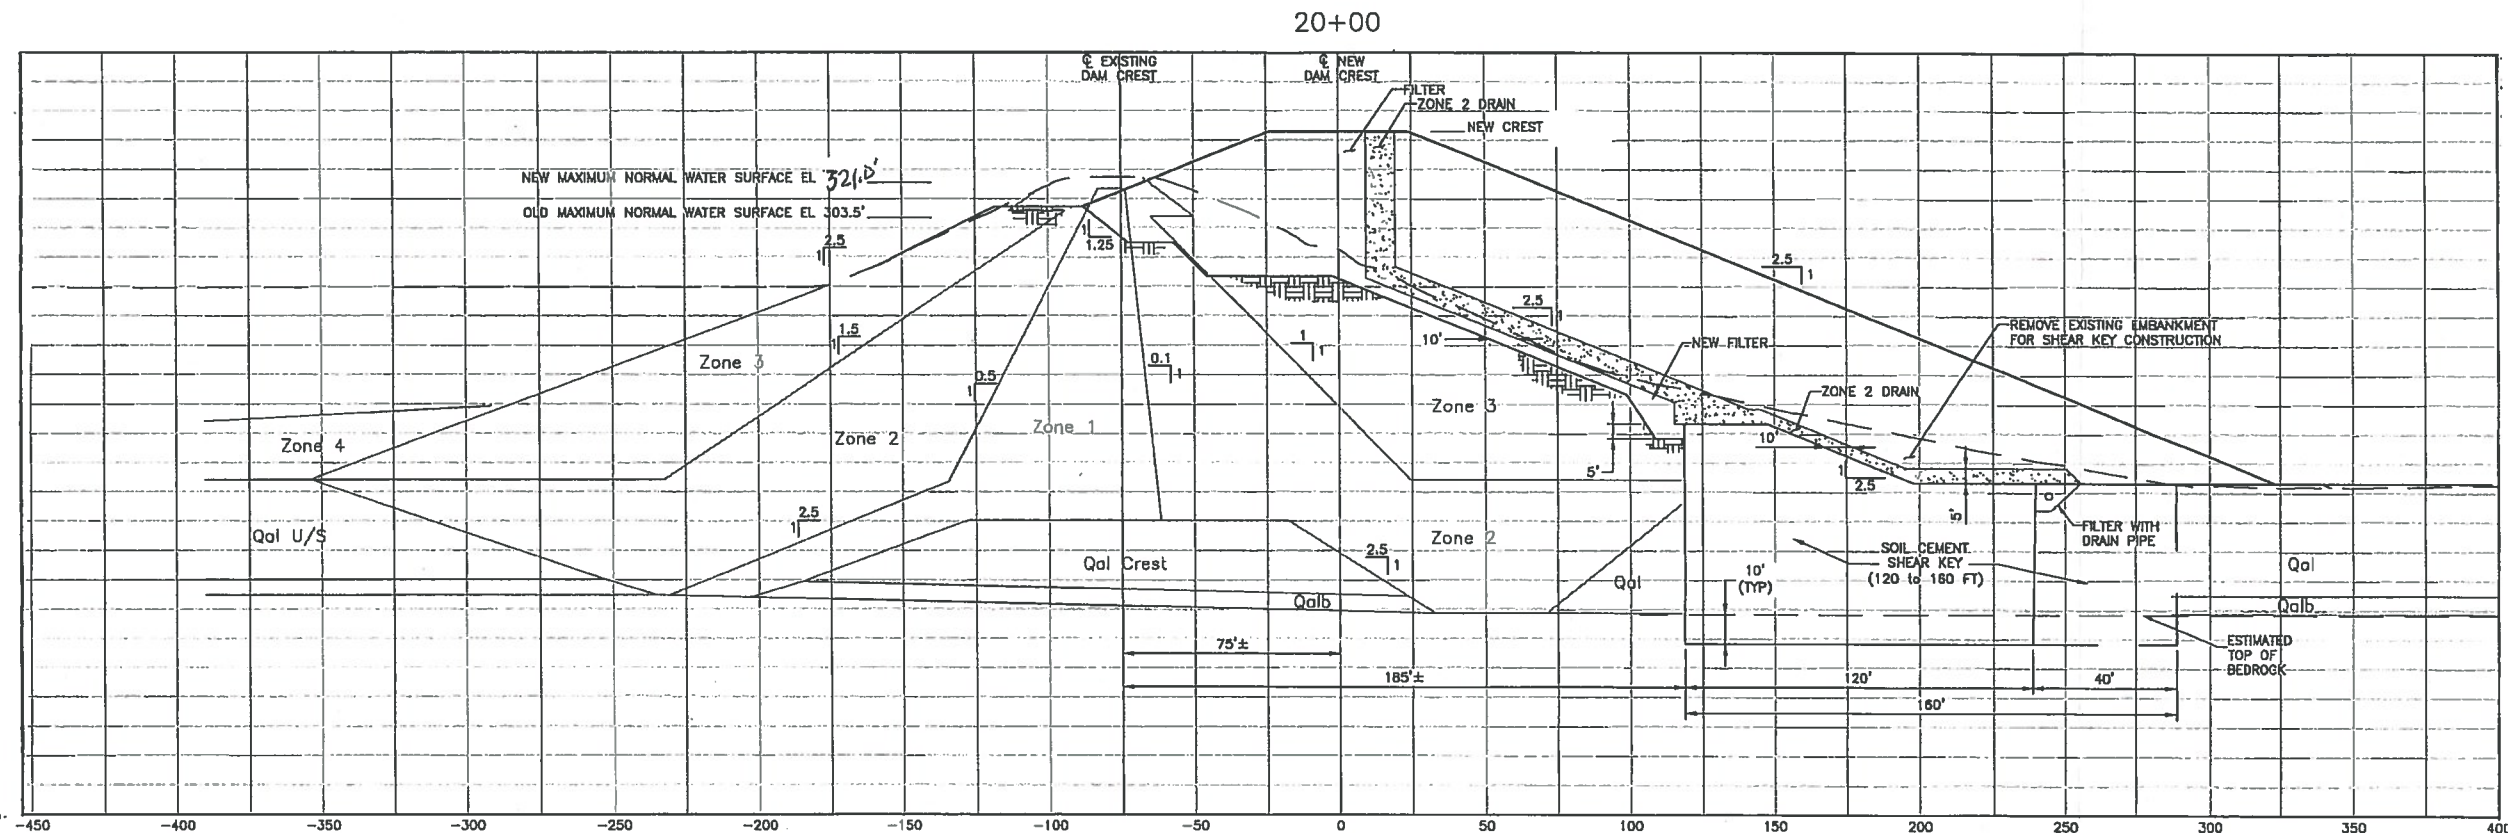 20+00
℄ EXISTING
DAM CREST
℄ NEW
DAM CREST
FILTER
ZONE 2 DRAIN
NEW CREST
NEW MAXIMUM NORMAL WATER SURFACE EL 321.0'
OLD MAXIMUM NORMAL WATER SURFACE EL 303.5'
2.5
1
1
1.25
2.5
1
2.5
1
1.5
1
REMOVE EXISTING EMBANKMENT
FOR SHEAR KEY CONSTRUCTION
10'
1
1
NEW FILTER
Zone 3
0.1
1
0.5
1
ZONE 2 DRAIN
Zone 3
Zone 1
Zone 2
Zone 4
10'
5'
1
2.5
2.5
1
5'
Qal U/S
Zone 2
FILTER WITH
DRAIN PIPE
2.5
1
SOIL CEMENT
SHEAR KEY
(120 to 160 FT)
Qal Crest
Qal
10'
(TYP)
Qal
Qalb
Qalb
75'±
ESTIMATED
TOP OF
BEDROCK
185'±
120'
40'
160'
-450 -400 -350 -300 -250 -200 -150 -100 -50 0 50 100 150 200 250 300 350 400